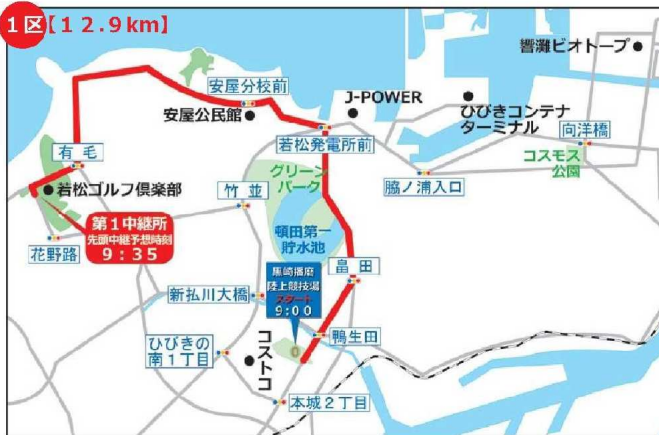 1区【12.9km】
響灘ビオトープ
安屋分校前
J-POWER
安屋公民館
ひびきコンテナ
ターミナル
向洋橋
若松発電所前
有毛
コスモス
公園
グリーン
パーク
脇ノ浦入口
若松ゴルフ倶楽部
竹並
第1中継所
先頭中継予想時刻
9:35
頓田第一
貯水池
花野路
畠田
黒崎播磨
陸上競技場
スタート
9:00
新払川大橋
鴨生田
ひびきの
南1丁目
コストコ
本城2丁目